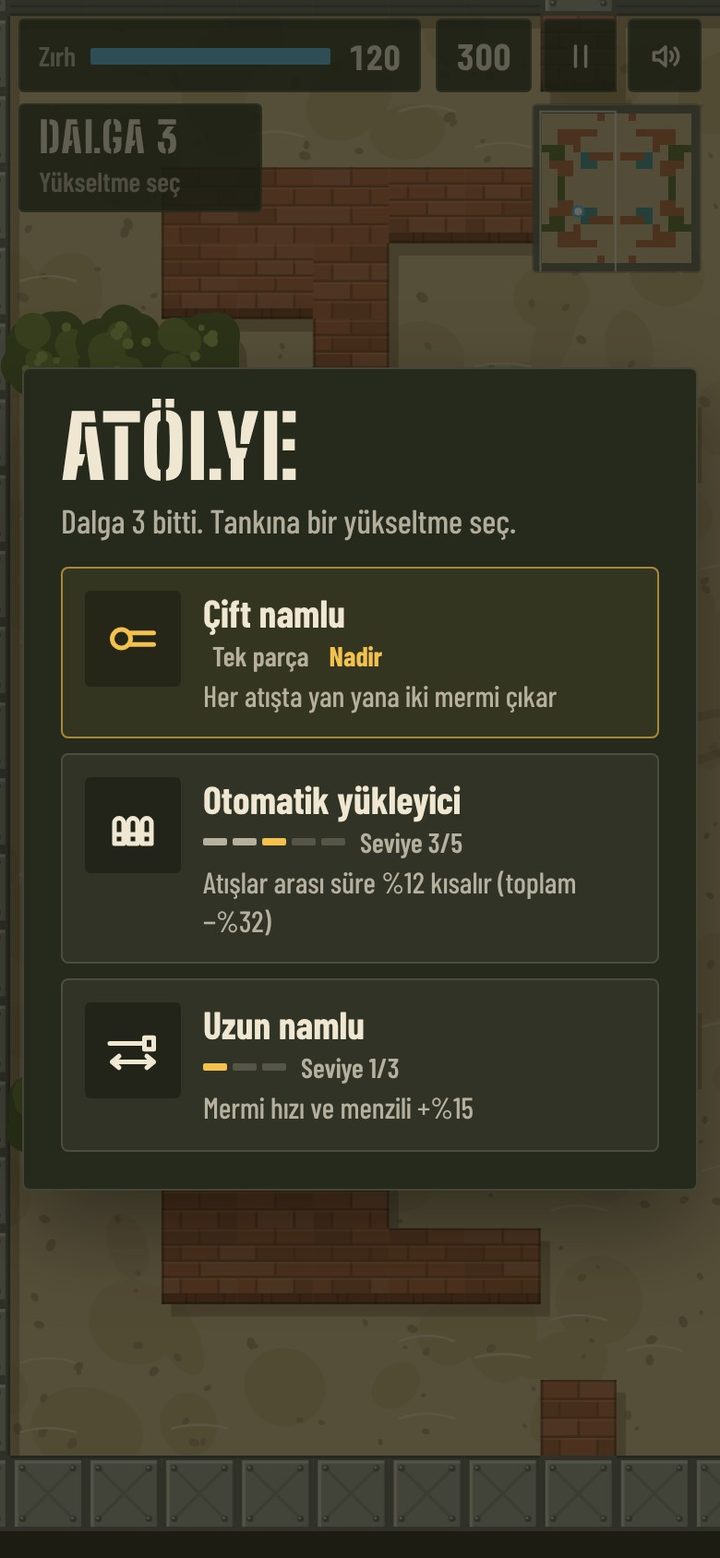 Zırh 120 300
DALGA 3
Yükseltme seç
ATÖLYE
Dalga 3 bitti. Tankına bir yükseltme seç.
Çift namlu
Tek parça Nadir
Her atışta yan yana iki mermi çıkar
Otomatik yükleyici
Seviye 3/5
Atışlar arası süre %12 kısalır (toplam
−%32)
Uzun namlu
Seviye 1/3
Mermi hızı ve menzili +%15